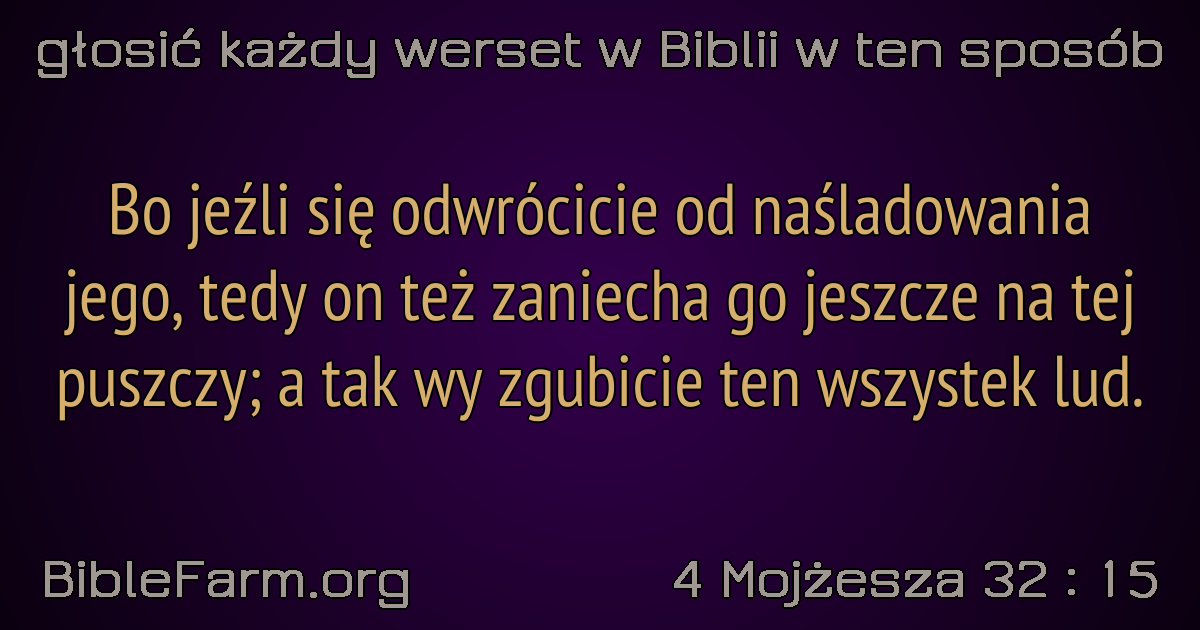 głosić każdy werset w Biblii w ten sposób
Bo jeźli się odwrócicie od naśladowania
jego, tedy on też zaniecha go jeszcze na tej
puszczy; a tak wy zgubicie ten wszystek lud.
BibleFarm.org
4 Mojżesza 32 : 15